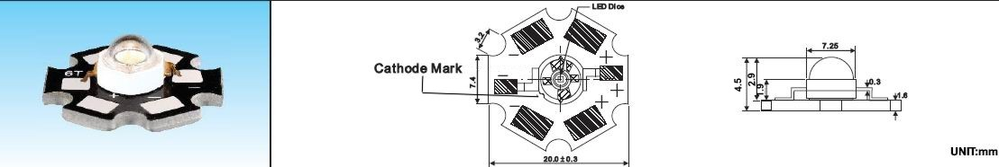 6T
+
LED Dice
3.2
Cathode Mark
7.4
20.0±0.3
7.25
4.5
2.9
1.9
0.3
1.6
UNIT:mm